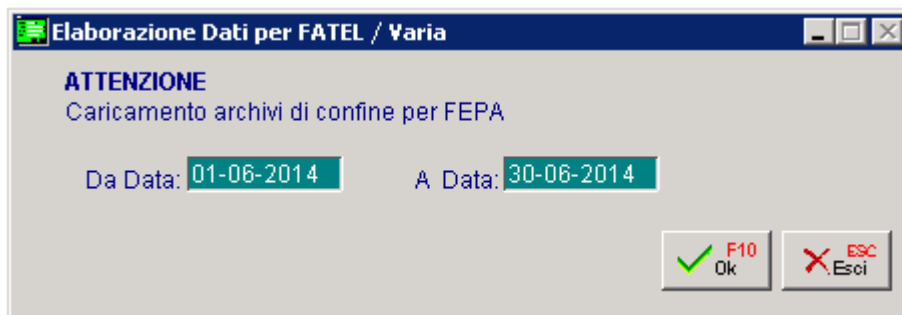 Elaborazione Dati per FATEL / Varia
ATTENZIONE
Caricamento archivi di confine per FEPA
Da Data: 01-06-2014 A Data: 30-06-2014
F10 ESC
Ok Esci